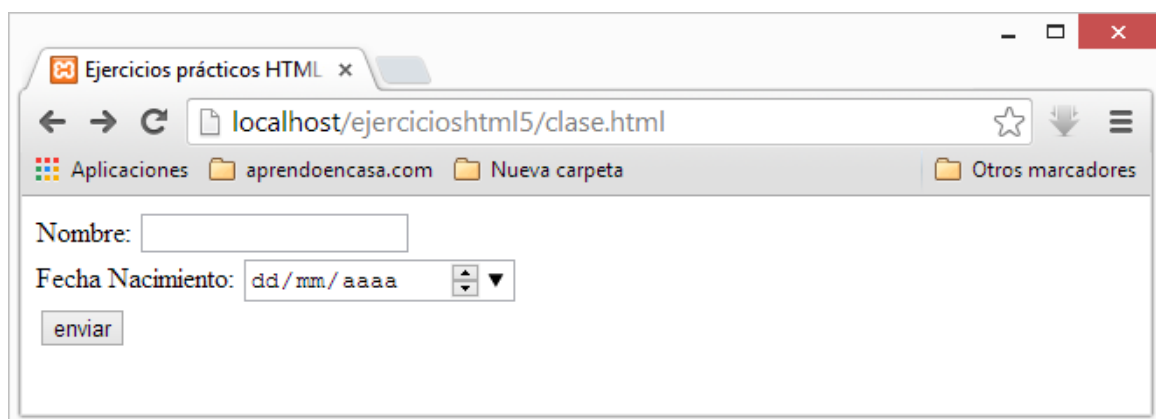 Ejercicios prácticos HTML
localhost/ejercicioshtml5/clase.html
Aplicaciones aprendoencasa.com Nueva carpeta Otros marcadores
Nombre:
Fecha Nacimiento: dd/mm/aaaa
enviar